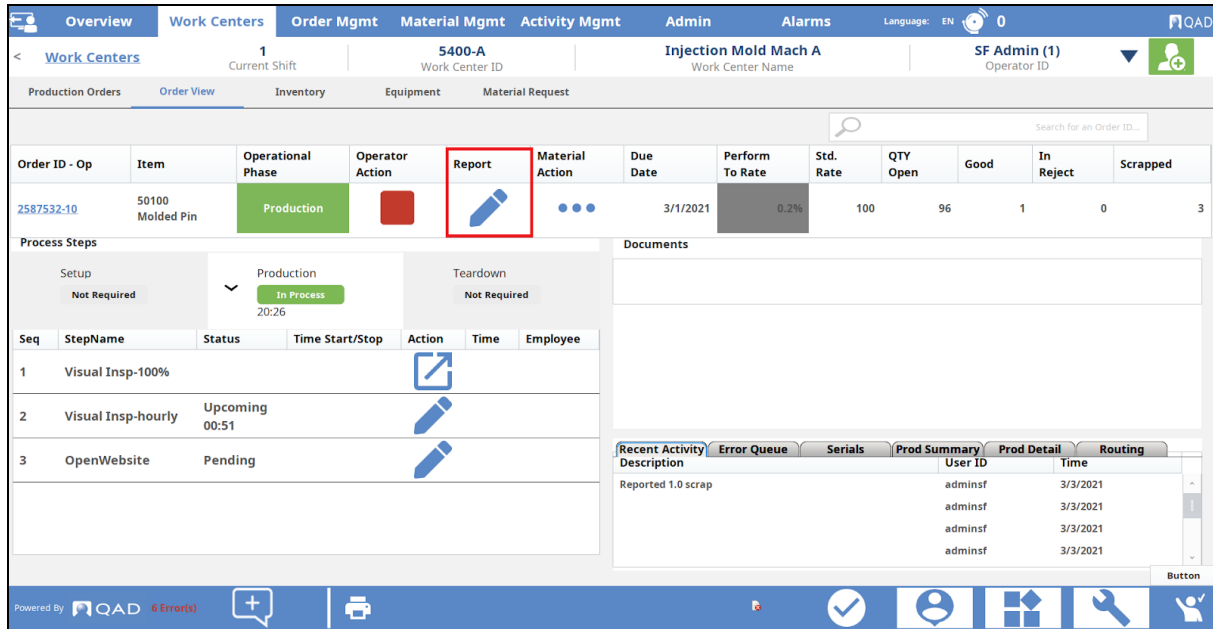 Overview Work Centers Order Mgmt Material Mgmt Activity Mgmt Admin Alarms Language: EN 0 QAD
< Work Centers 1 5400-A Injection Mold Mach A SF Admin (1)
Current Shift Work Center ID Work Center Name Operator ID
Production Orders Order View Inventory Equipment Material Request
Search for an Order ID...
Order ID - Op Item Operational Phase Operator Action Report Material Action Due Date Perform To Rate Std. Rate QTY Open Good In Reject Scrapped
2587532-10 50100 Molded Pin Production 3/1/2021 0.2% 100 96 1 0 3
Process Steps
Setup Production Teardown
Not Required In Process Not Required
20:26
Seq StepName Status Time Start/Stop Action Time Employee
1 Visual Insp-100%
2 Visual Insp-hourly Upcoming 00:51
3 OpenWebsite Pending
Documents
Recent Activity Error Queue Serials Prod Summary Prod Detail Routing
Description User ID Time
Reported 1.0 scrap adminsf 3/3/2021
adminsf 3/3/2021
adminsf 3/3/2021
adminsf 3/3/2021
Button
Powered By QAD 6 Error(s)